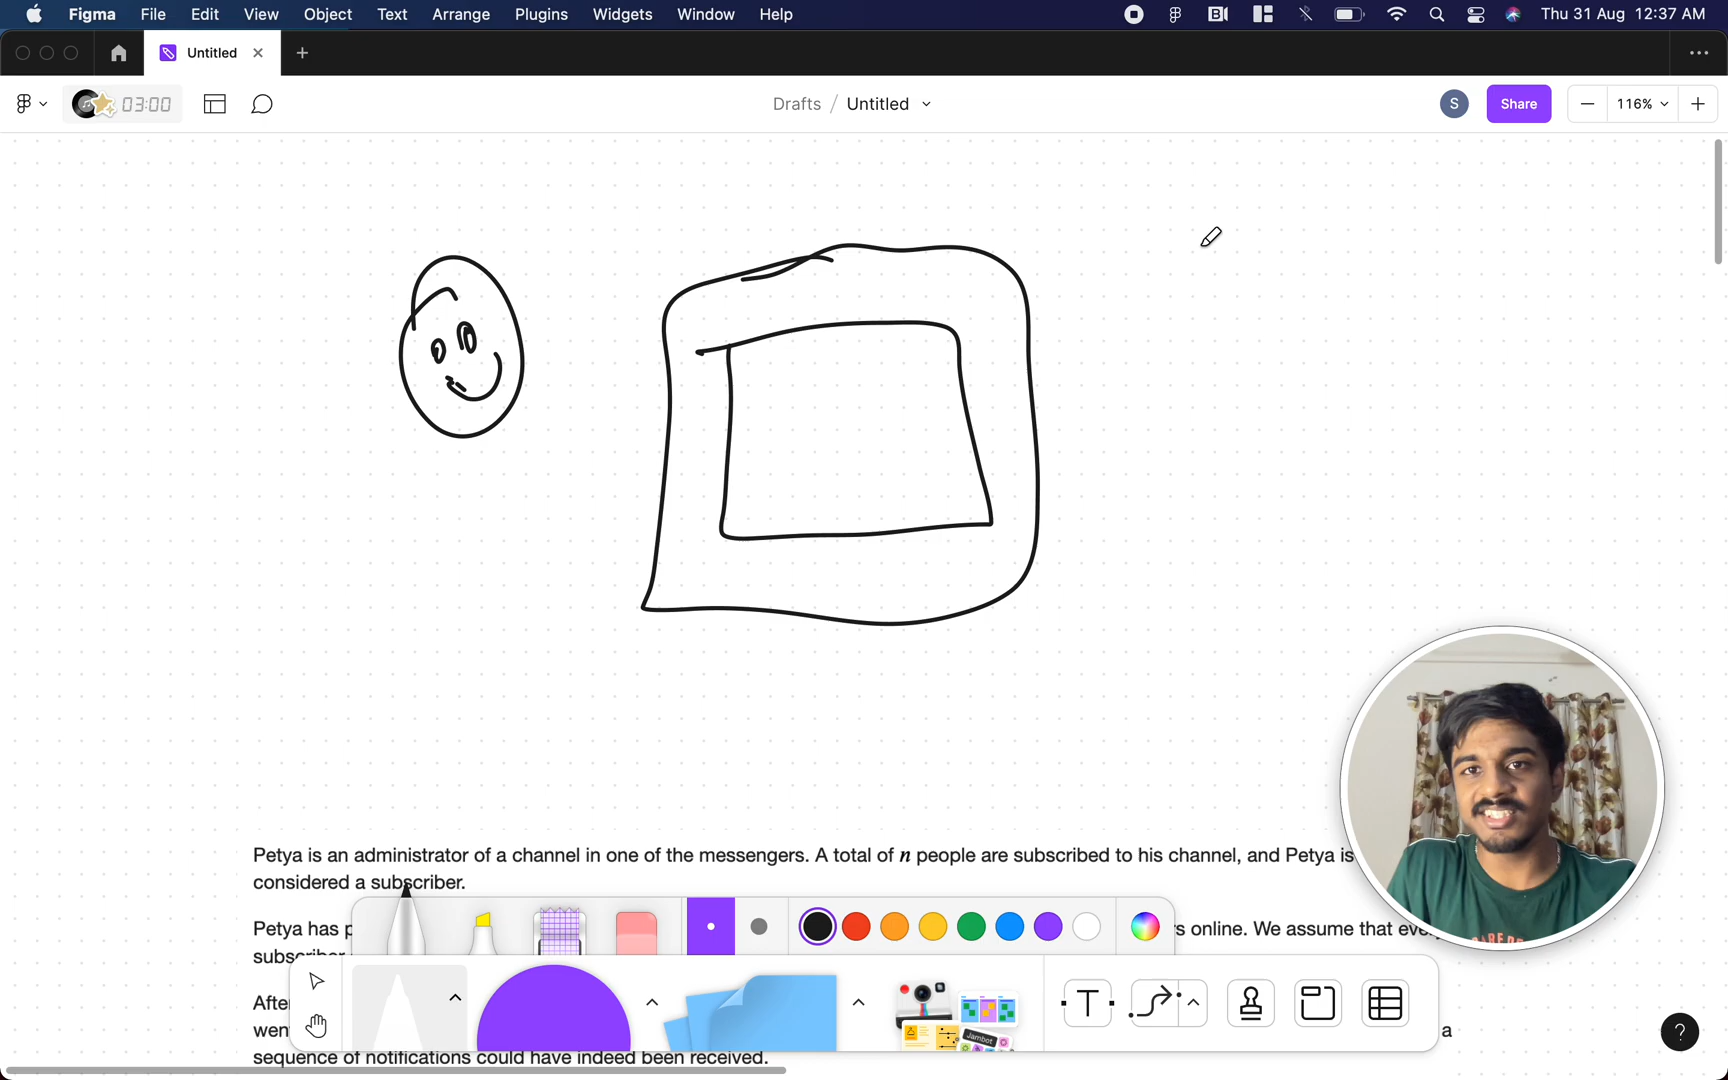 Figma File Edit View Object Text Arrange Plugins Widgets Window Help Thu 31 Aug 12:37 AM
Untitled
03:00 Drafts / Untitled S Share 116%
Petya is an administrator of a channel in one of the messengers. A total of n people are subscribed to his channel, and Petya is
considered a subscriber.
Petya has s online. We assume that
Afte
wen a
sequence of notifications could have indeed been received.
T
Jambot
?